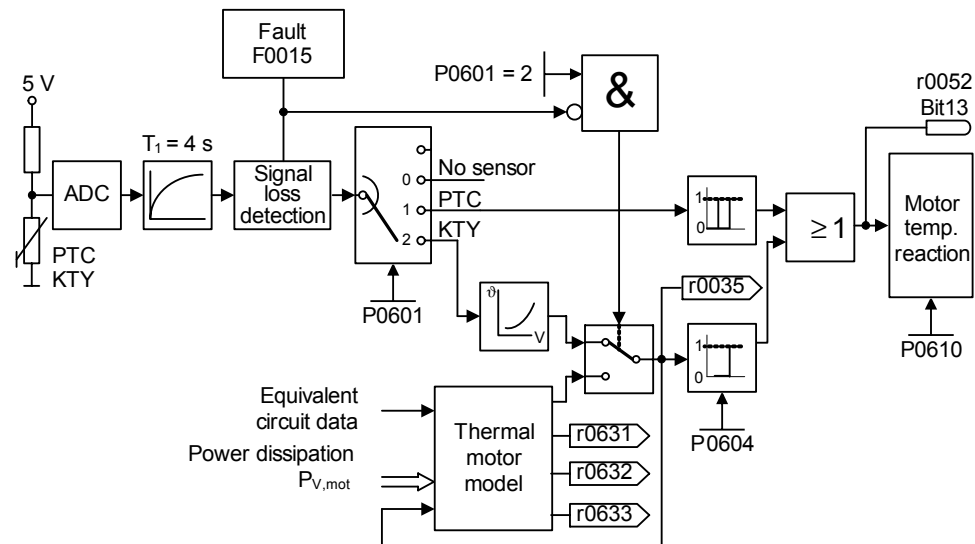 Fault
F0015
5 V
P0601 = 2
&
r0052
Bit13
T1 = 4 s
ADC
Signal
loss
detection
0
No sensor
1
PTC
2
KTY
1
0
≥ 1
Motor
temp.
reaction
PTC
KTY
P0601
ϑ
V
r0035
1
0
P0610
P0604
Equivalent
circuit data
Power dissipation
PV,mot
Thermal
motor
model
r0631
r0632
r0633